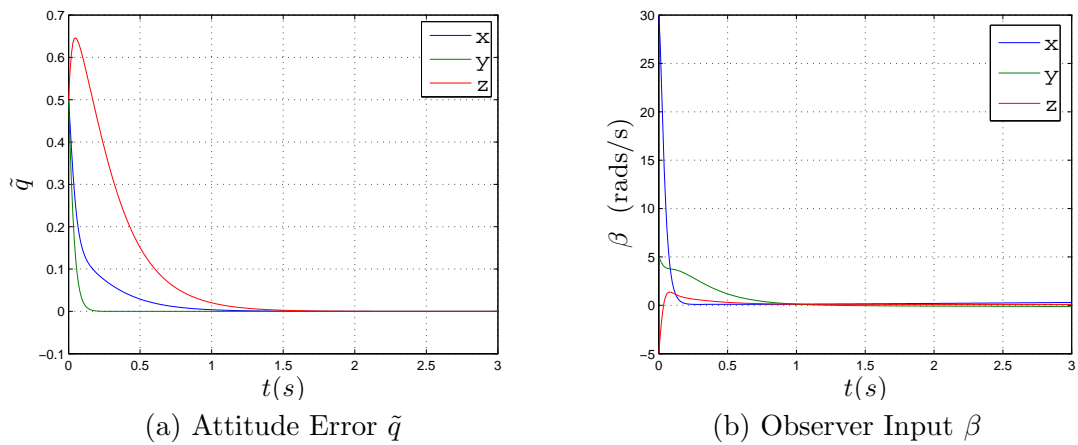 0.7
0.6
0.5
0.4
0.3
0.2
0.1
0
−0.1
q̃
0 0.5 1 1.5 2 2.5 3
t(s)
x
y
z
(a) Attitude Error q̃
30
25
20
15
10
5
0
−5
β (rads/s)
0 0.5 1 1.5 2 2.5 3
t(s)
x
y
z
(b) Observer Input β